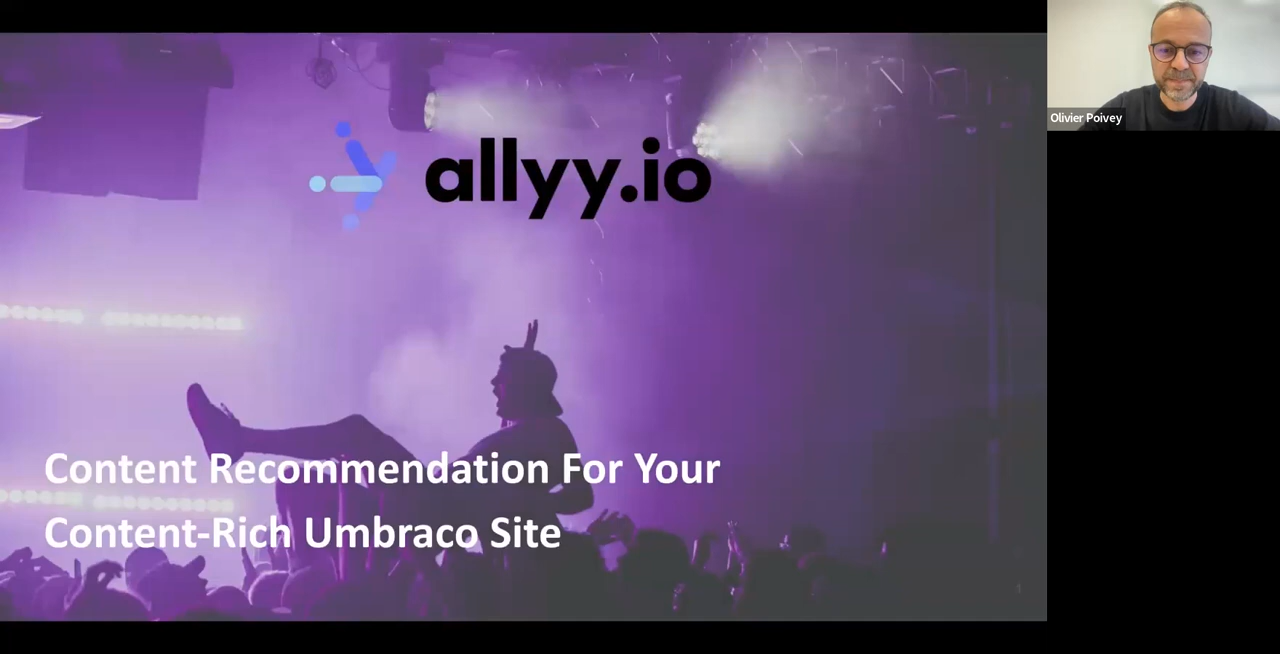 allyy.io
Olivier Poivey
Content Recommendation For Your
Content-Rich Umbraco Site